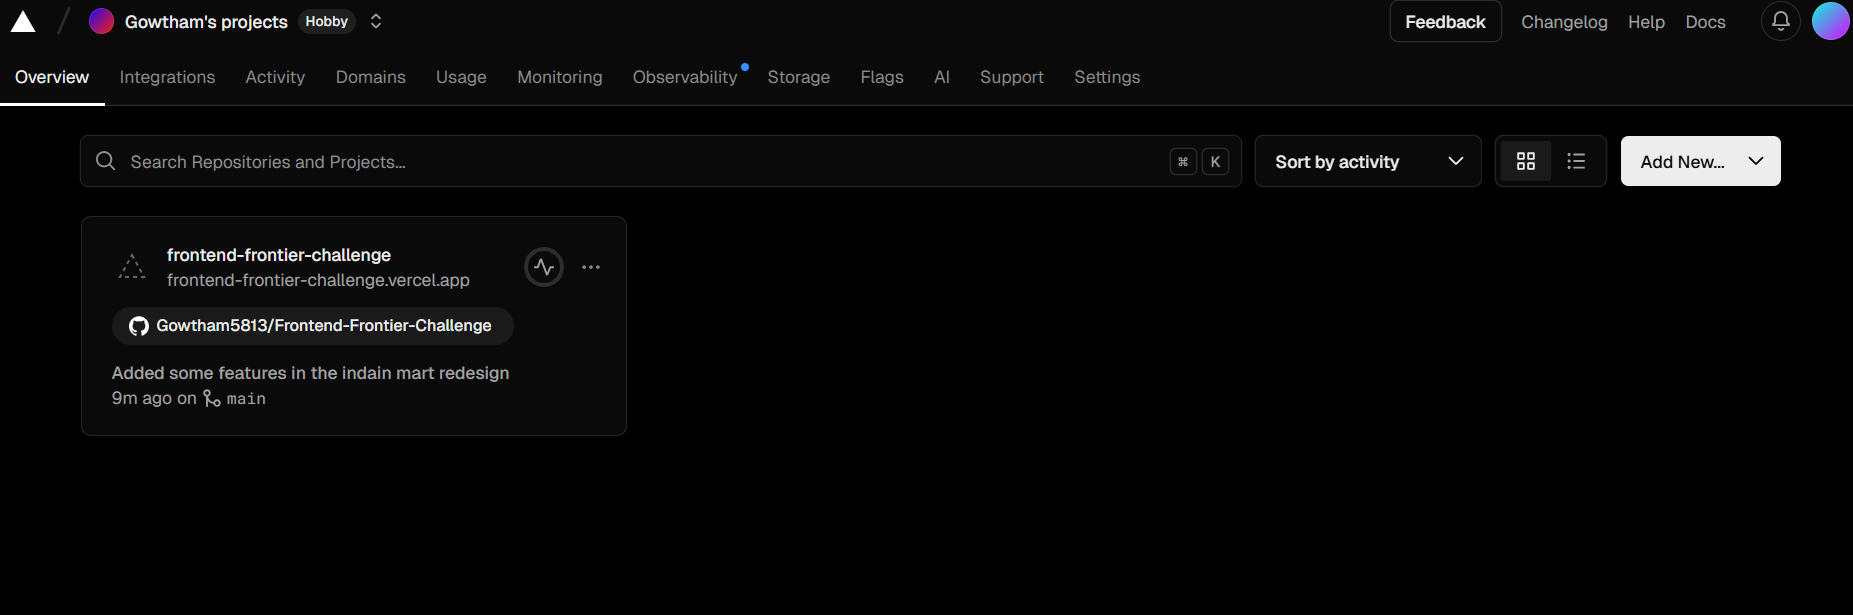 Gowtham's projects Hobby Feedback Changelog Help Docs
Overview Integrations Activity Domains Usage Monitoring Observability Storage Flags AI Support Settings
Search Repositories and Projects... ⌘ K Sort by activity Add New...
frontend-frontier-challenge
frontend-frontier-challenge.vercel.app
Gowtham5813/Frontend-Frontier-Challenge
Added some features in the indain mart redesign
9m ago on main